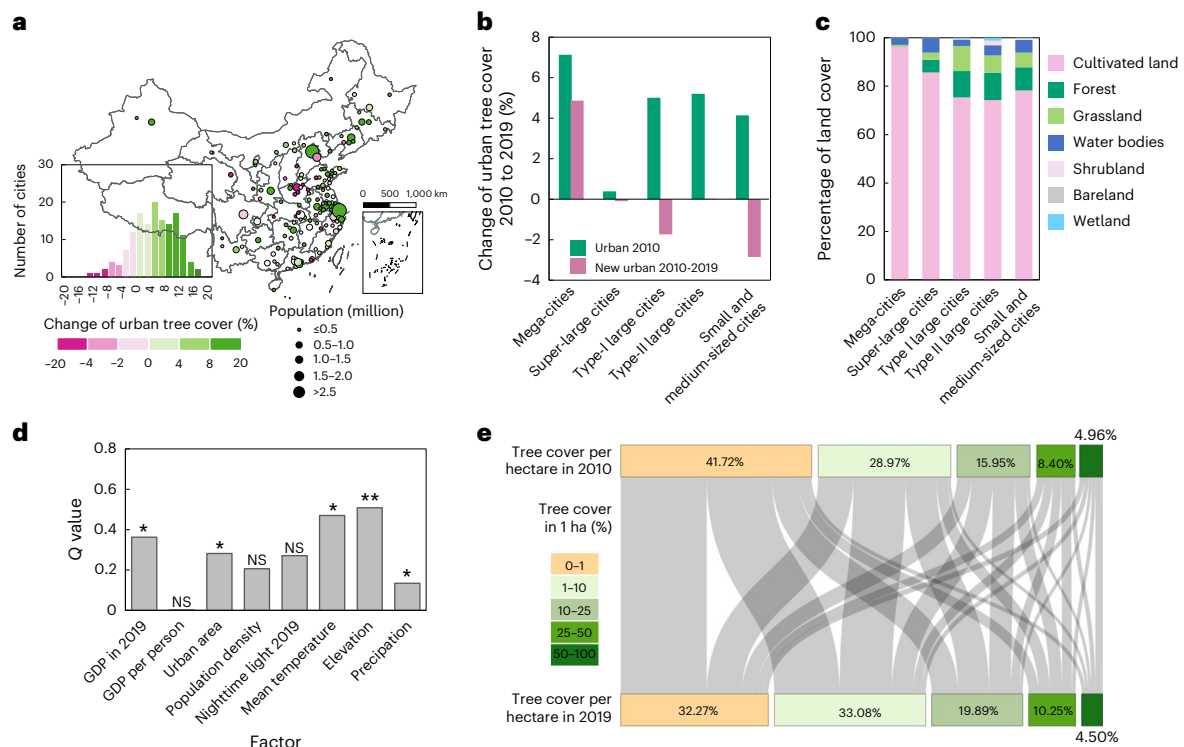 a
Number of cities
30
20
10
0
-20
-16
-12
-8
-4
0
4
8
12
16
20
0 500 1,000 km
Change of urban tree cover (%)
-20 -4 -2 0 4 8 20
Population (million)
≤0.5
0.5–1.0
1.0–1.5
1.5–2.0
>2.5
b
Change of urban tree cover
2010 to 2019 (%)
8
6
4
2
0
−2
−4
Urban 2010
New urban 2010-2019
Mega-cities
Super-large cities
Type-I large cities
Type-II large cities
Small and
medium-sized cities
c
Percentage of land cover
100
80
60
40
20
0
Mega-cities
Super-large cities
Type I large cities
Type II large cities
Small and
medium-sized cities
Cultivated land
Forest
Grassland
Water bodies
Shrubland
Bareland
Wetland
d
Q value
0.8
0.6
0.4
0.2
0
*
NS
*
NS
NS
*
**
*
GDP in 2019
GDP per person
Urban area
Population density
Nighttime light 2019
Mean temperature
Elevation
Precipation
Factor
e
Tree cover per
hectare in 2010
41.72% 28.97% 15.95% 8.40% 4.96%
Tree cover
in 1 ha (%)
0–1
1–10
10–25
25–50
50–100
Tree cover per
hectare in 2019
32.27% 33.08% 19.89% 10.25% 4.50%